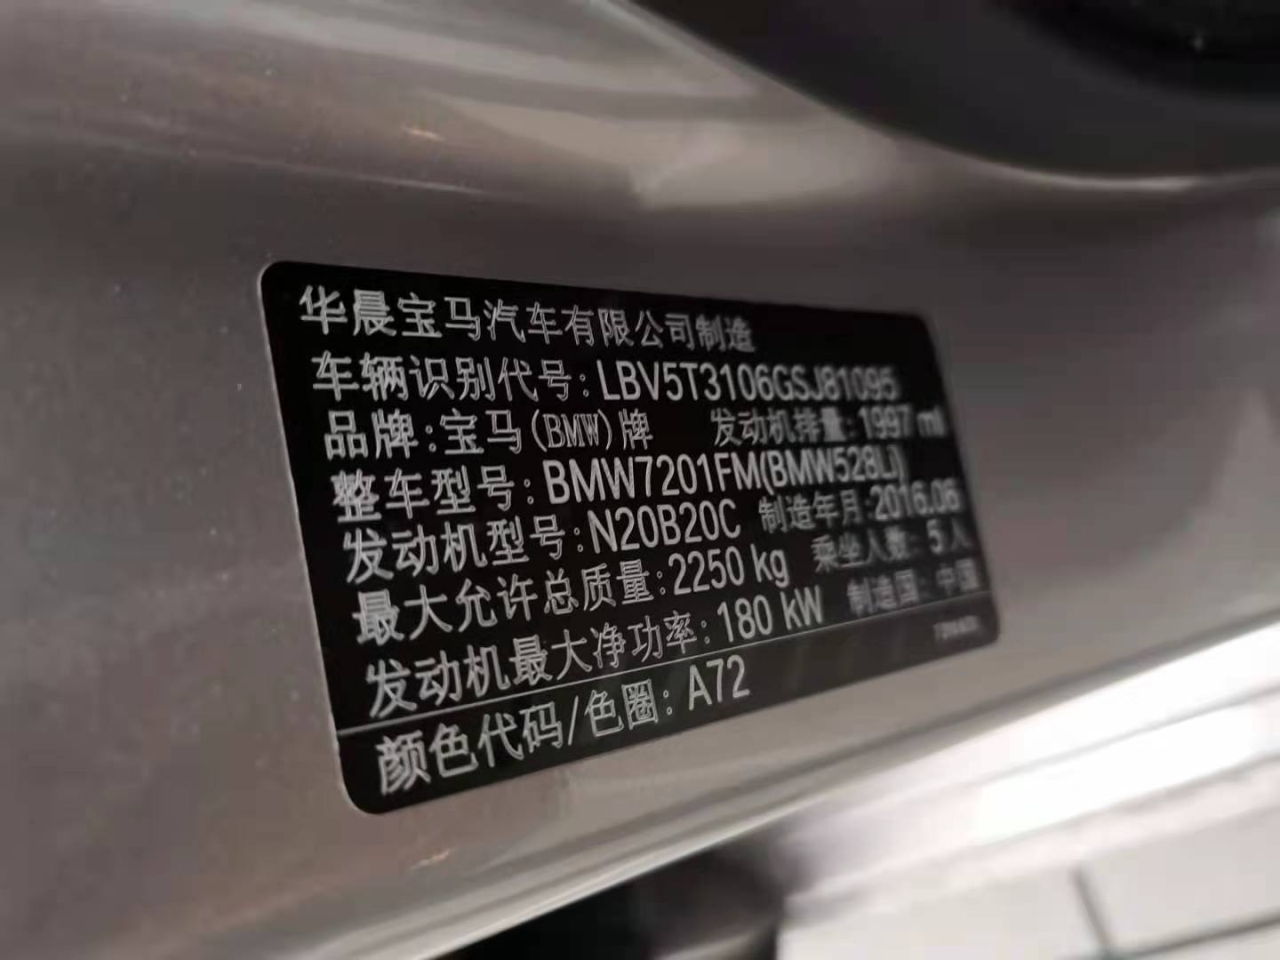 华晨宝马汽车有限公司制造
车辆识别代号: LBV5T3106GSJ81095
品牌: 宝马(BMW)牌 发动机排量: 1997 ml
整车型号: BMW7201FM(BMW528Li)
发动机型号: N20B20C 制造年月: 2016.06
最大允许总质量: 2250 kg 乘坐人数: 5人
发动机最大净功率: 180 kW 制造国: 中国
颜色代码/色圈: A72